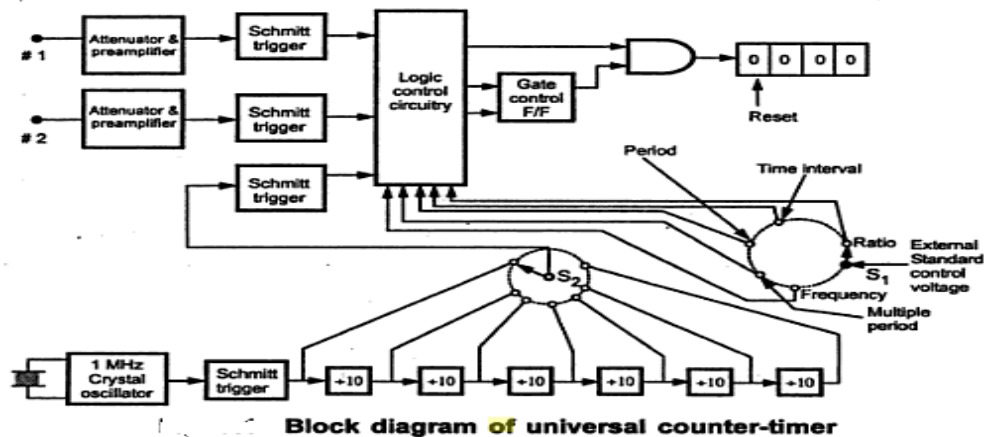 # 1
Attenuator &
preamplifier
Schmitt
trigger
Logic
control
circuitry
Gate
control
F/F
0 0 0 0
Reset
# 2
Attenuator &
preamplifier
Schmitt
trigger
Schmitt
trigger
Period
Time interval
Ratio
S1
External
Standard
control
voltage
Frequency
Multiple
period
S2
1 MHz
Crystal
oscillator
Schmitt
trigger
÷10
÷10
÷10
÷10
÷10
÷10
Block diagram of universal counter-timer